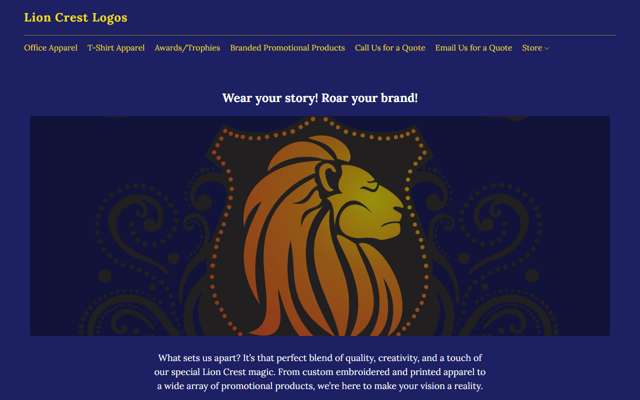 Lion Crest Logos
Office Apparel T-Shirt Apparel Awards/Trophies Branded Promotional Products Call Us for a Quote Email Us for a Quote Store
Wear your story! Roar your brand!
What sets us apart? It's that perfect blend of quality, creativity, and a touch of
our special Lion Crest magic. From custom embroidered and printed apparel to
a wide array of promotional products, we're here to make your vision a reality.